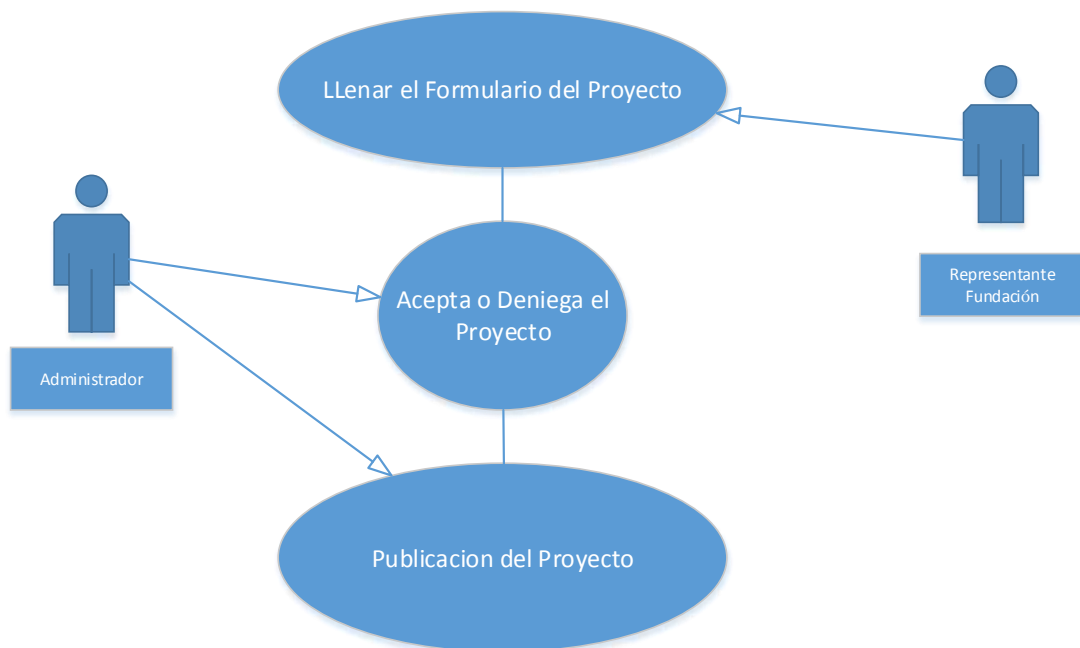 LLenar el Formulario del Proyecto
Representante
Fundación
Acepta o Deniega el
Proyecto
Administrador
Publicacion del Proyecto